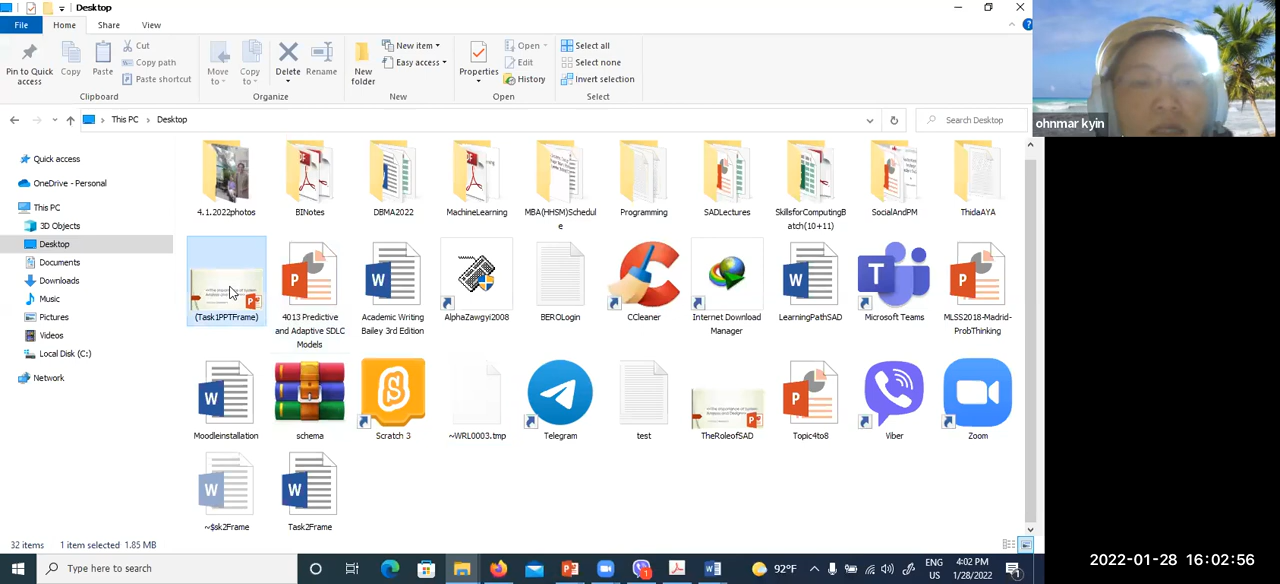 Desktop
File
Home
Share
View
Pin to Quick access
Copy
Paste
Cut
Copy path
Paste shortcut
Clipboard
Move to
Copy to
Delete
Rename
Organize
New folder
New item
Easy access
New
Properties
Open
Edit
History
Open
Select all
Select none
Invert selection
Select
This PC
Desktop
Search Desktop
ohnmar kyin
Quick access
OneDrive - Personal
This PC
3D Objects
Desktop
Documents
Downloads
Music
Pictures
Videos
Local Disk (C:)
Network
4.1.2022photos
BINotes
DBMA2022
MachineLearning
MBA(HHSM)Schedul
e
Programming
SADLectures
SkillsforComputingB
atch(10+11)
SocialAndPM
ThidaAYA
(Task1PPTFrame)
4013 Predictive
and Adaptive SDLC
Models
Academic Writing
Bailey 3rd Edition
AlphaZawgyi2008
BEROLogin
CCleaner
Internet Download
Manager
LearningPathSAD
Microsoft Teams
MLSS2018-Madrid-
ProbThinking
Moodleinstallation
schema
Scratch 3
~WRL0003.tmp
Telegram
test
TheRoleofSAD
Topic4to8
Viber
Zoom
~$sk2Frame
Task2Frame
32 items
1 item selected 1.85 MB
Type here to search
92°F
ENG
US
4:02 PM
1/28/2022
2022-01-28 16:02:56